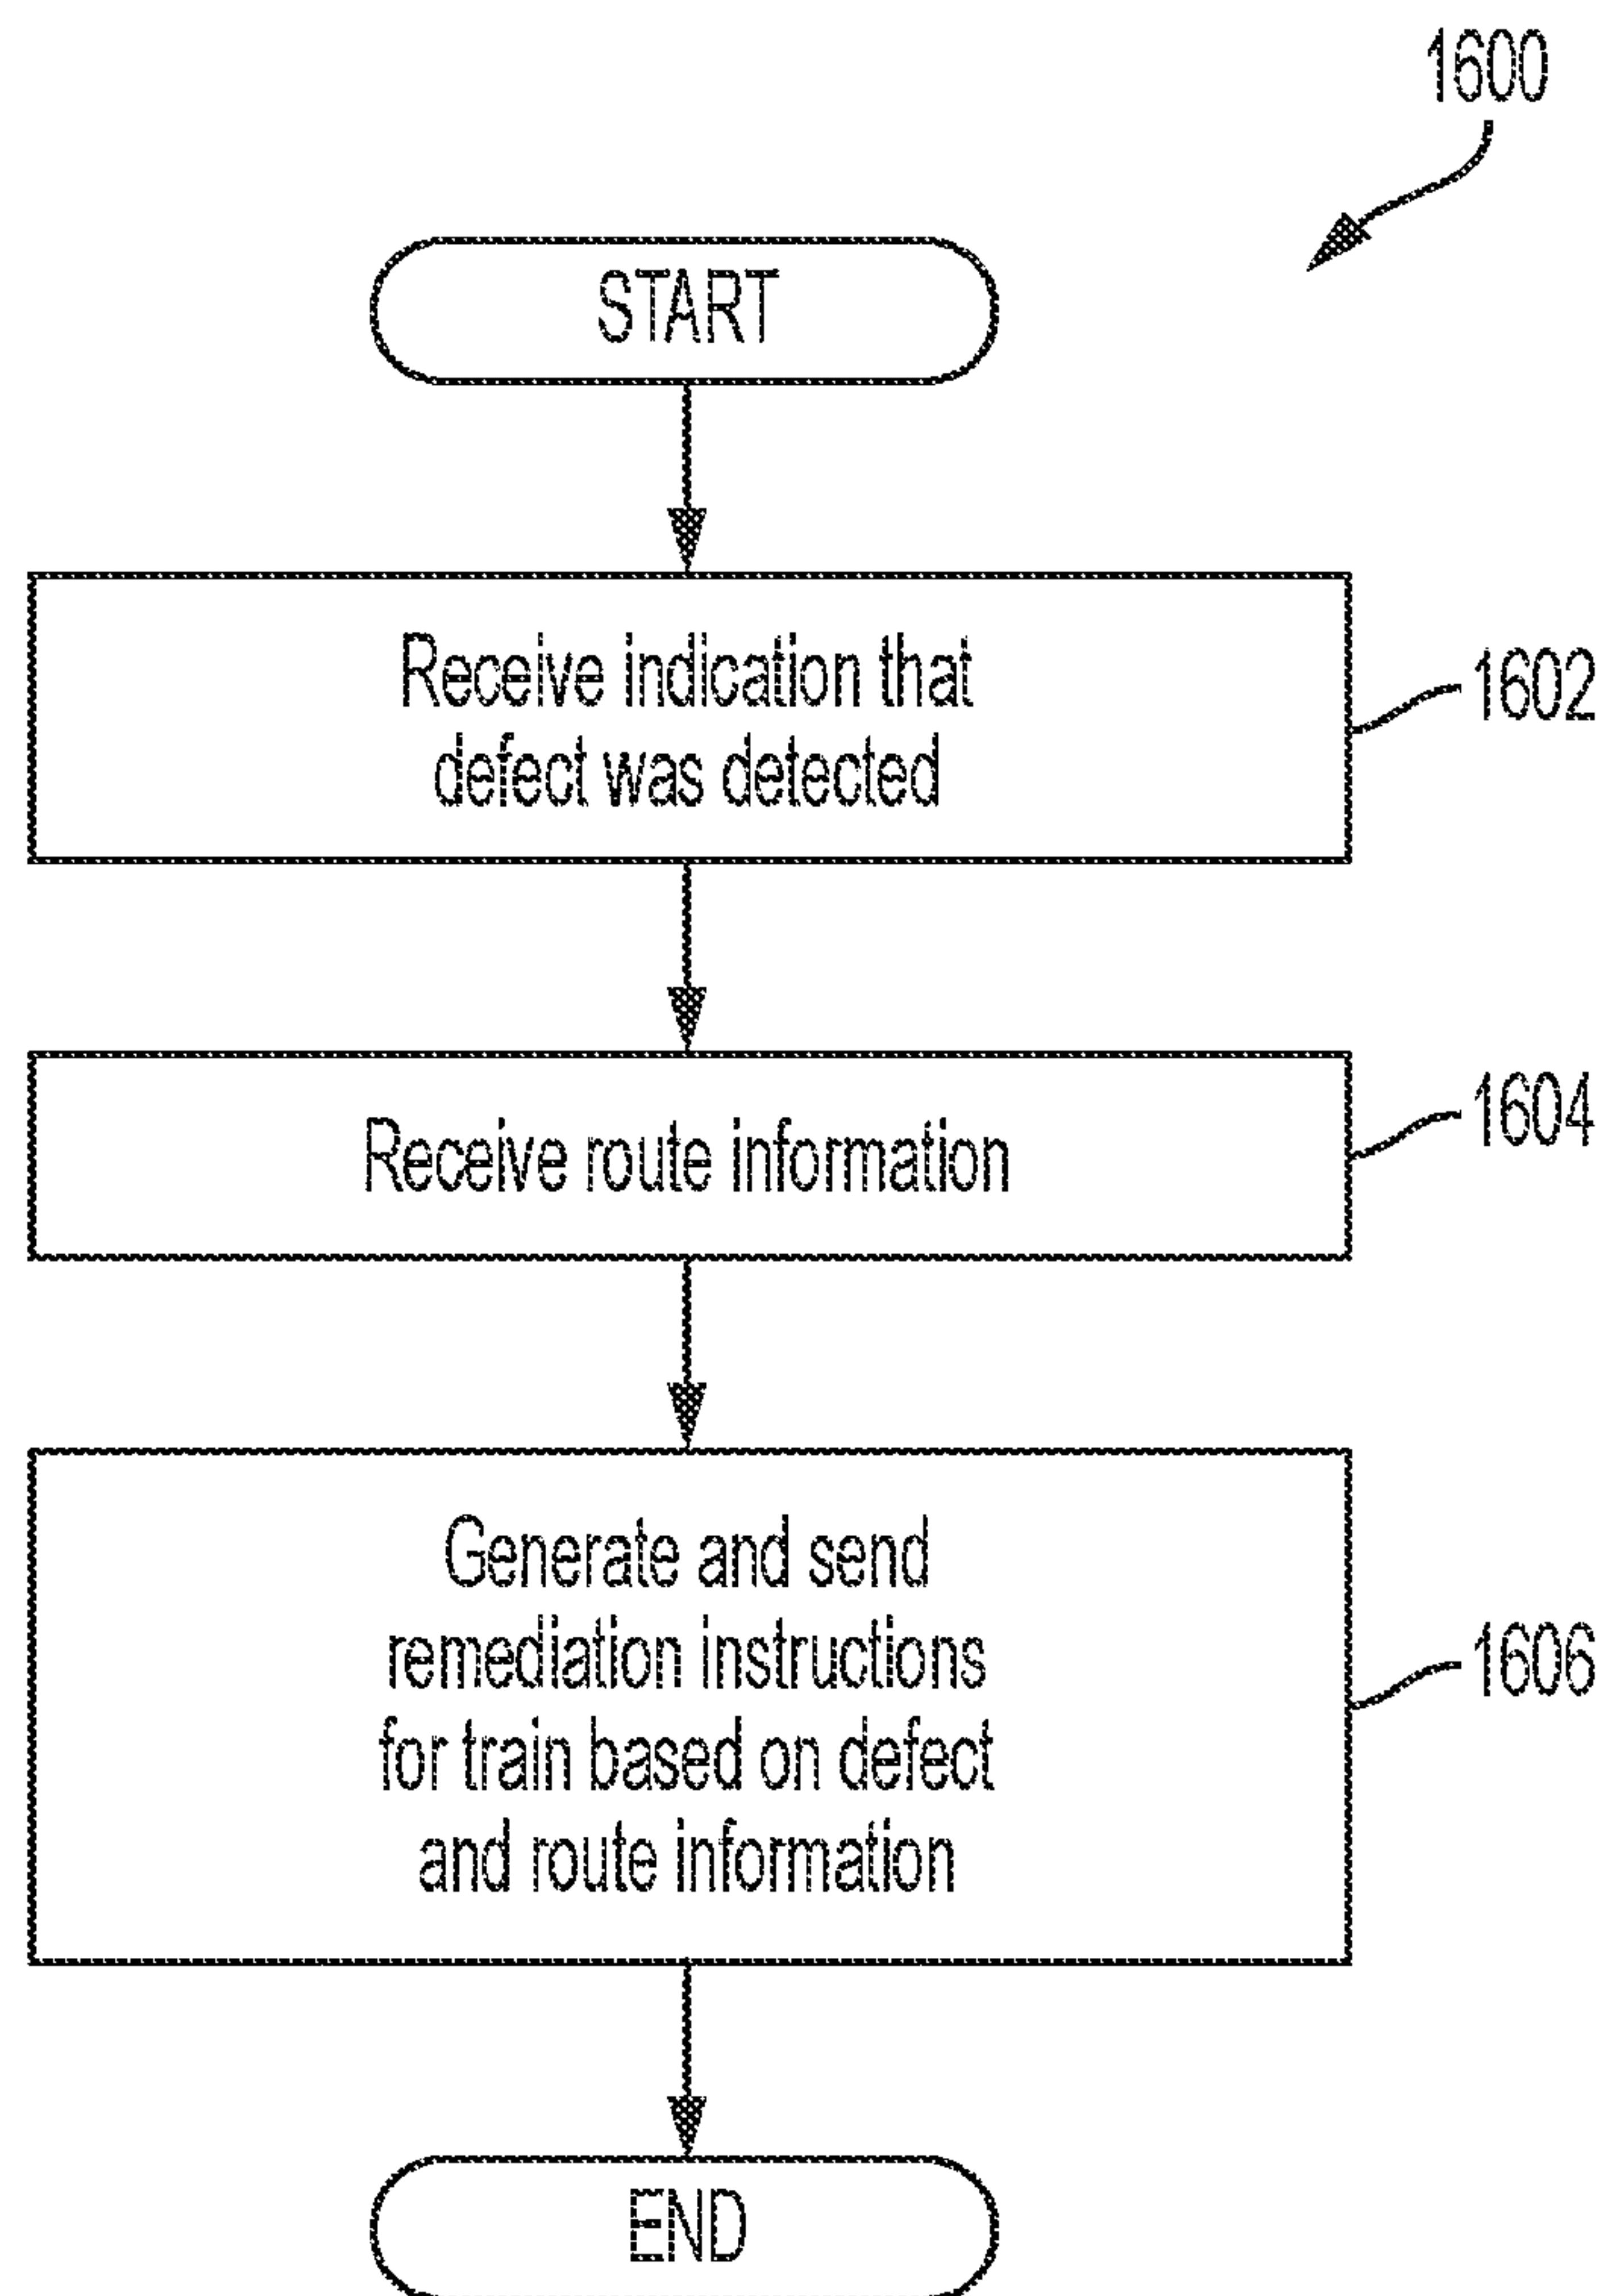 1600
START
Receive indication that
defect was detected
1602
Receive route information
1604
Generate and send
remediation instructions
for train based on defect
and route information
1606
END